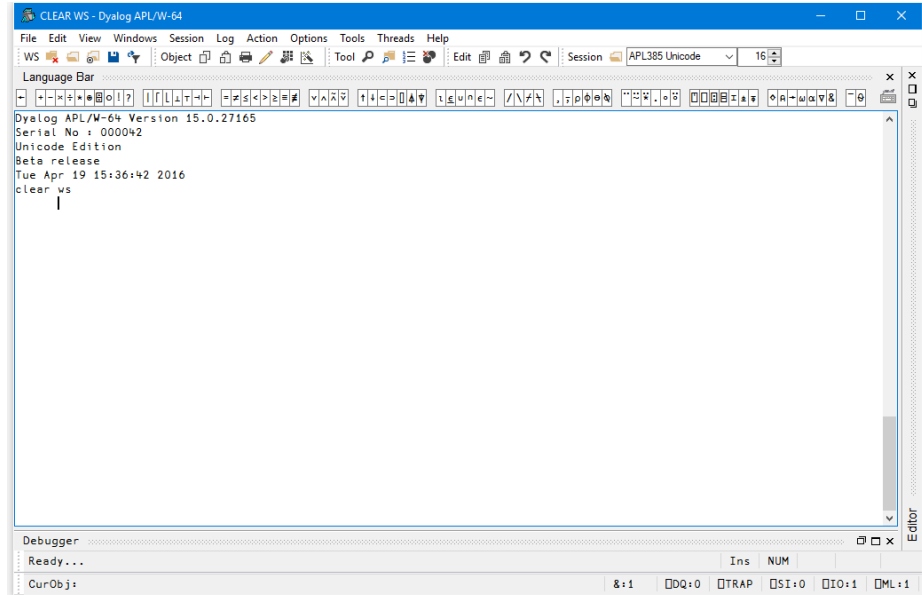 CLEAR WS - Dyalog APL/W-64
File Edit View Windows Session Log Action Options Tools Threads Help
WS Object Tool Edit Session APL385 Unicode 16
Language Bar
← + - × ÷ * ⍟ ⌹ ○ ! ? | ⌈ ⌊ ⊥ ⊤ ⊣ ⊢ = ≠ ≤ < > ≥ ≡ ≢ ∨ ∧ ⍲ ⍱ ↑ ↓ ⊂ ⊃ ⌷ ⍋ ⍒ ⍳ ⍷ ∪ ∩ ∊ ~ / \ ⌿ ⍀ , ⍪ ⍴ ⌽ ⊖ ⍉ ¨ ⍨ ⍣ . ∘ ⍤ ⍞ ⎕ ⍠ ⌸ ⌶ ⍎ ⍕ ⋄ ⍝ → ⍵ ⍺ ∇ & ¯ ⍬
Dyalog APL/W-64 Version 15.0.27165
Serial No : 000042
Unicode Edition
Beta release
Tue Apr 19 15:36:42 2016
clear ws
Editor
Debugger
Ready... Ins NUM
CurObj: &:1 ⎕DQ:0 ⎕TRAP ⎕SI:0 ⎕IO:1 ⎕ML:1